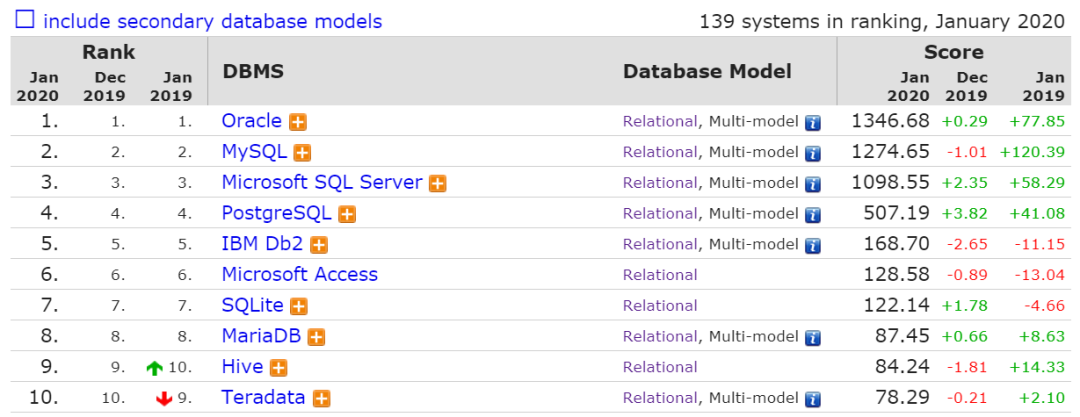 include secondary database models 139 systems in ranking, January 2020
Rank DBMS Database Model Score
Jan 2020 Dec 2019 Jan 2019 Jan 2020 Dec 2019 Jan 2019
1. 1. 1. Oracle Relational, Multi-model 1346.68 +0.29 +77.85
2. 2. 2. MySQL Relational, Multi-model 1274.65 -1.01 +120.39
3. 3. 3. Microsoft SQL Server Relational, Multi-model 1098.55 +2.35 +58.29
4. 4. 4. PostgreSQL Relational, Multi-model 507.19 +3.82 +41.08
5. 5. 5. IBM Db2 Relational, Multi-model 168.70 -2.65 -11.15
6. 6. 6. Microsoft Access Relational 128.58 -0.89 -13.04
7. 7. 7. SQLite Relational 122.14 +1.78 -4.66
8. 8. 8. MariaDB Relational, Multi-model 87.45 +0.66 +8.63
9. 9. 10. Hive Relational 84.24 -1.81 +14.33
10. 10. 9. Teradata Relational, Multi-model 78.29 -0.21 +2.10